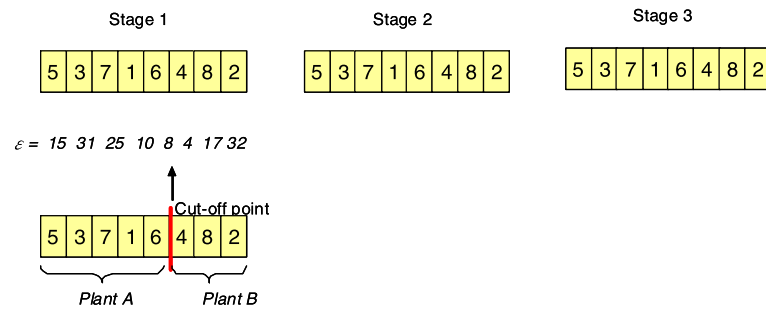 Stage 1 Stage 2 Stage 3
5 3 7 1 6 4 8 2 5 3 7 1 6 4 8 2 5 3 7 1 6 4 8 2
ε = 15 31 25 10 8 4 17 32
Cut-off point
5 3 7 1 6 4 8 2
Plant A Plant B